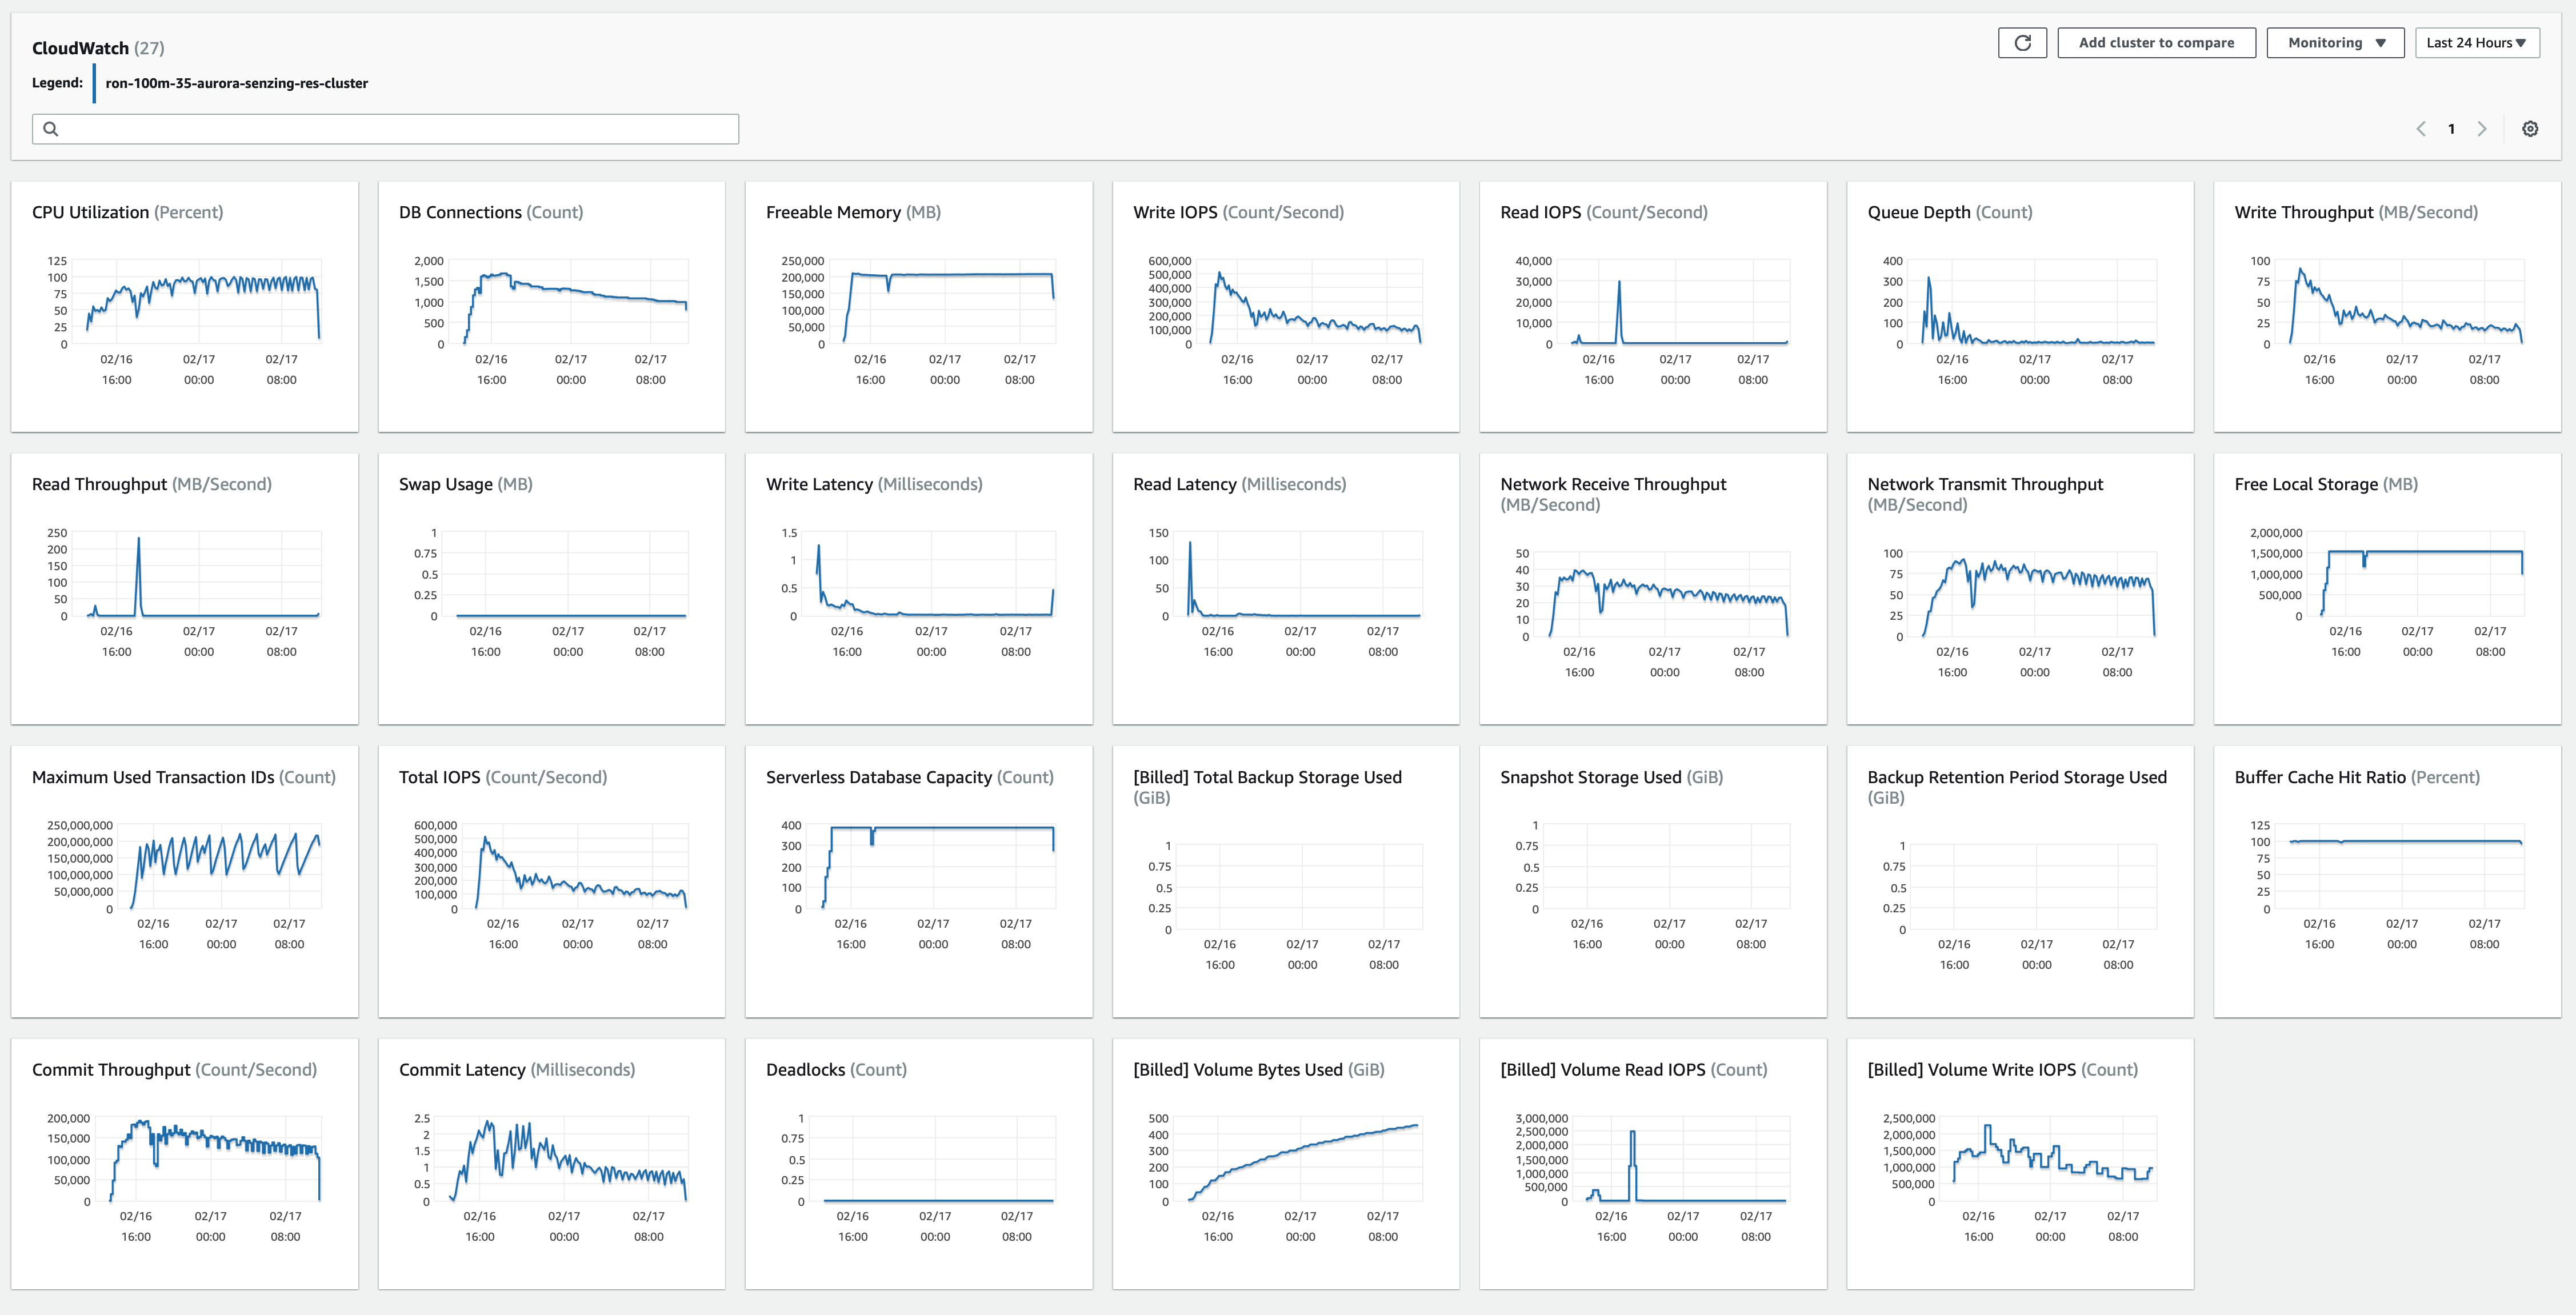 CloudWatch (27)
Add cluster to compare
Monitoring
Last 24 Hours
Legend:
ron-100m-35-aurora-senzing-res-cluster
1
CPU Utilization (Percent)
125
100
75
50
25
0
02/16 02/17 02/17
16:00 00:00 08:00
DB Connections (Count)
2,000
1,500
1,000
500
0
02/16 02/17 02/17
16:00 00:00 08:00
Freeable Memory (MB)
250,000
200,000
150,000
100,000
50,000
0
02/16 02/17 02/17
16:00 00:00 08:00
Write IOPS (Count/Second)
600,000
500,000
400,000
300,000
200,000
100,000
0
02/16 02/17 02/17
16:00 00:00 08:00
Read IOPS (Count/Second)
40,000
30,000
20,000
10,000
0
02/16 02/17 02/17
16:00 00:00 08:00
Queue Depth (Count)
400
300
200
100
0
02/16 02/17 02/17
16:00 00:00 08:00
Write Throughput (MB/Second)
100
75
50
25
0
02/16 02/17 02/17
16:00 00:00 08:00
Read Throughput (MB/Second)
250
200
150
100
50
0
02/16 02/17 02/17
16:00 00:00 08:00
Swap Usage (MB)
1
0.75
0.5
0.25
0
02/16 02/17 02/17
16:00 00:00 08:00
Write Latency (Milliseconds)
1.5
1
0.5
0
02/16 02/17 02/17
16:00 00:00 08:00
Read Latency (Milliseconds)
150
100
50
0
02/16 02/17 02/17
16:00 00:00 08:00
Network Receive Throughput
(MB/Second)
50
40
30
20
10
0
02/16 02/17 02/17
16:00 00:00 08:00
Network Transmit Throughput
(MB/Second)
100
75
50
25
0
02/16 02/17 02/17
16:00 00:00 08:00
Free Local Storage (MB)
2,000,000
1,500,000
1,000,000
500,000
0
02/16 02/17 02/17
16:00 00:00 08:00
Maximum Used Transaction IDs (Count)
250,000,000
200,000,000
150,000,000
100,000,000
50,000,000
0
02/16 02/17 02/17
16:00 00:00 08:00
Total IOPS (Count/Second)
600,000
500,000
400,000
300,000
200,000
100,000
0
02/16 02/17 02/17
16:00 00:00 08:00
Serverless Database Capacity (Count)
400
300
200
100
0
02/16 02/17 02/17
16:00 00:00 08:00
[Billed] Total Backup Storage Used
(GiB)
1
0.75
0.5
0.25
0
02/16 02/17 02/17
16:00 00:00 08:00
Snapshot Storage Used (GiB)
1
0.75
0.5
0.25
0
02/16 02/17 02/17
16:00 00:00 08:00
Backup Retention Period Storage Used
(GiB)
1
0.75
0.5
0.25
0
02/16 02/17 02/17
16:00 00:00 08:00
Buffer Cache Hit Ratio (Percent)
125
100
75
50
25
0
02/16 02/17 02/17
16:00 00:00 08:00
Commit Throughput (Count/Second)
200,000
150,000
100,000
50,000
0
02/16 02/17 02/17
16:00 00:00 08:00
Commit Latency (Milliseconds)
2.5
2
1.5
1
0.5
0
02/16 02/17 02/17
16:00 00:00 08:00
Deadlocks (Count)
1
0.75
0.5
0.25
0
02/16 02/17 02/17
16:00 00:00 08:00
[Billed] Volume Bytes Used (GiB)
500
400
300
200
100
0
02/16 02/17 02/17
16:00 00:00 08:00
[Billed] Volume Read IOPS (Count)
3,000,000
2,500,000
2,000,000
1,500,000
1,000,000
500,000
0
02/16 02/17 02/17
16:00 00:00 08:00
[Billed] Volume Write IOPS (Count)
2,500,000
2,000,000
1,500,000
1,000,000
500,000
0
02/16 02/17 02/17
16:00 00:00 08:00